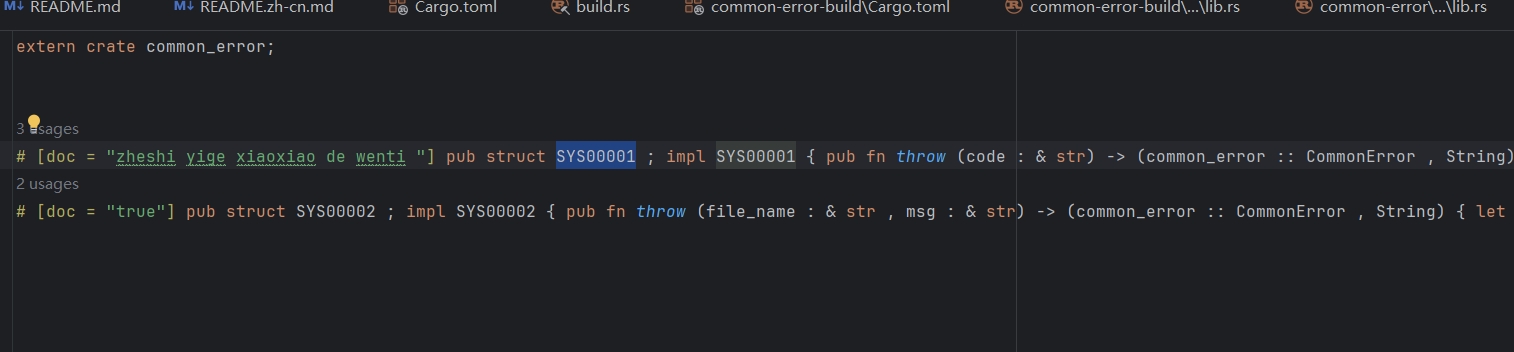 README.md README.zh-cn.md Cargo.toml build.rs common-error-build\Cargo.toml common-error-build\...\lib.rs common-error\...\lib.rs
extern crate common_error;
3 usages
# [doc = "zheshi yige xiaoxiao de wenti "] pub struct SYS00001 ; impl SYS00001 { pub fn throw (code : & str) -> (common_error :: CommonError , String)
2 usages
# [doc = "true"] pub struct SYS00002 ; impl SYS00002 { pub fn throw (file_name : & str , msg : & str) -> (common_error :: CommonError , String) { let